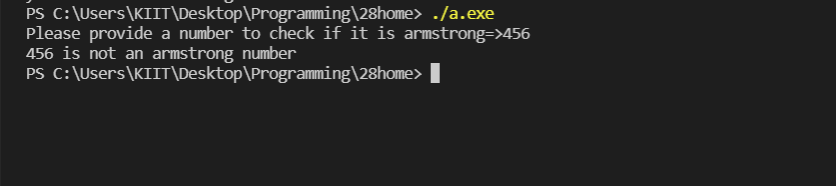 PS C:\Users\KIIT\Desktop\Programming\28home> ./a.exe
Please provide a number to check if it is armstrong=>456
456 is not an armstrong number
PS C:\Users\KIIT\Desktop\Programming\28home>